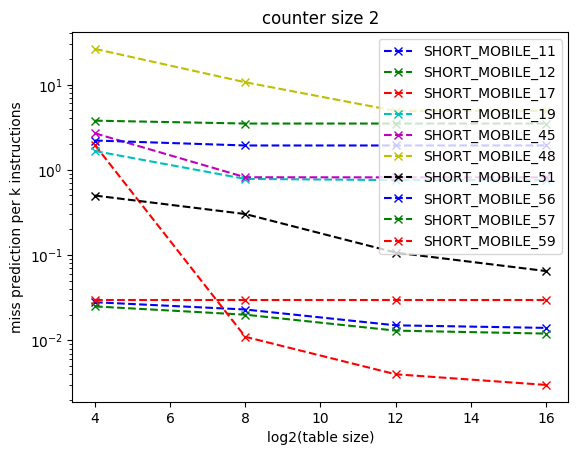 counter size 2
miss prediction per k instructions
10¹
10⁰
10⁻¹
10⁻²
SHORT_MOBILE_11
SHORT_MOBILE_12
SHORT_MOBILE_17
SHORT_MOBILE_19
SHORT_MOBILE_45
SHORT_MOBILE_48
SHORT_MOBILE_51
SHORT_MOBILE_56
SHORT_MOBILE_57
SHORT_MOBILE_59
4 6 8 10 12 14 16
log2(table size)